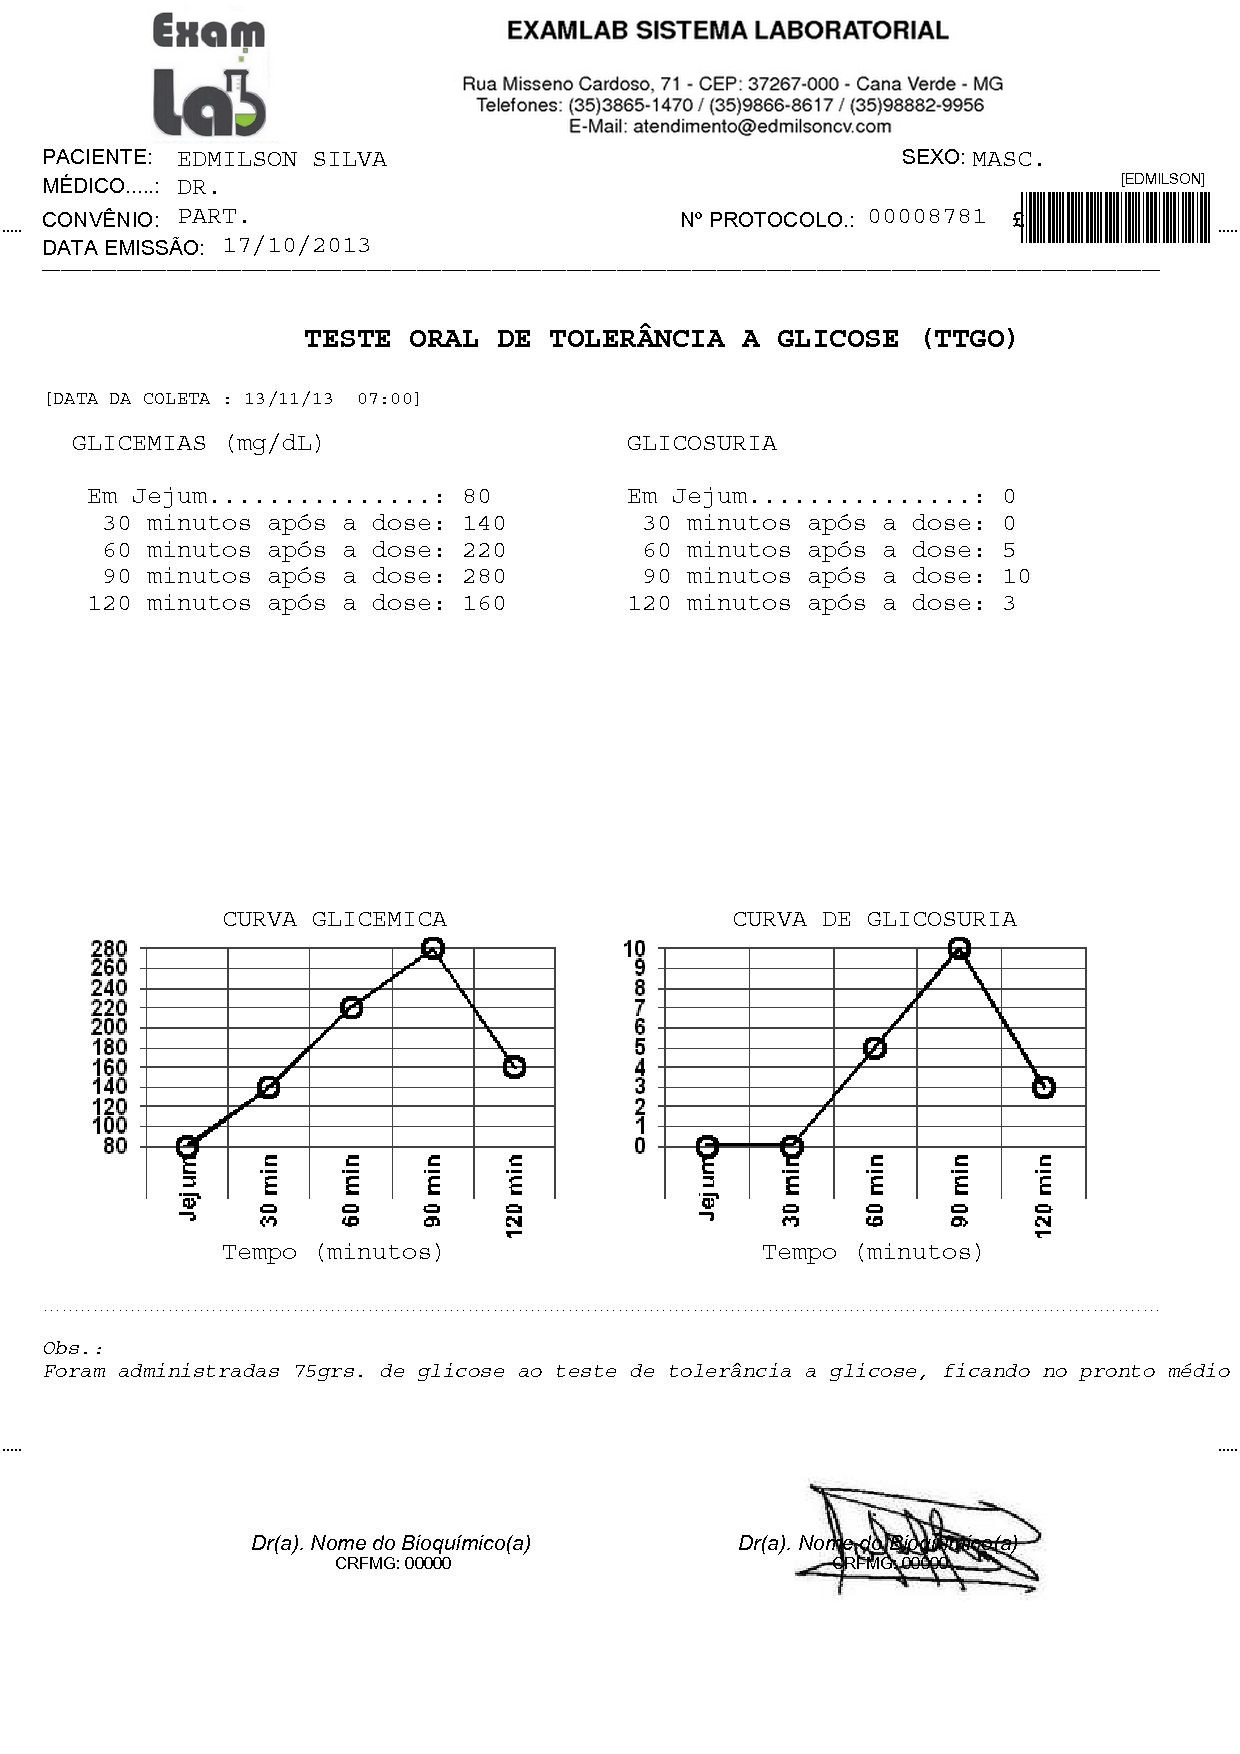 Exam
Lab
EXAMLAB SISTEMA LABORATORIAL
Rua Misseno Cardoso, 71 - CEP: 37267-000 - Cana Verde - MG
Telefones: (35)3865-1470 / (35)9866-8617 / (35)98882-9956
E-Mail: atendimento@edmilsoncv.com
PACIENTE: EDMILSON SILVA SEXO: MASC.
MÉDICO.....: DR. [EDMILSON]
CONVÊNIO: PART. Nº PROTOCOLO.: 00008781 £
DATA EMISSÃO: 17/10/2013
TESTE ORAL DE TOLERÂNCIA A GLICOSE (TTGO)
[DATA DA COLETA : 13/11/13 07:00]
GLICEMIAS (mg/dL) GLICOSURIA
Em Jejum...............: 80 Em Jejum...............: 0
30 minutos após a dose: 140 30 minutos após a dose: 0
60 minutos após a dose: 220 60 minutos após a dose: 5
90 minutos após a dose: 280 90 minutos após a dose: 10
120 minutos após a dose: 160 120 minutos após a dose: 3
CURVA GLICEMICA
280
260
240
220
200
180
160
140
120
100
80
Jejum 30 min 60 min 90 min 120 min
Tempo (minutos)
CURVA DE GLICOSURIA
10
9
8
7
6
5
4
3
2
1
0
Jejum 30 min 60 min 90 min 120 min
Tempo (minutos)
Obs.:
Foram administradas 75grs. de glicose ao teste de tolerância a glicose, ficando no pronto médio
Dr(a). Nome do Bioquímico(a) Dr(a). Nome do Bioquímico(a)
CRFMG: 00000 CRFMG: 00000